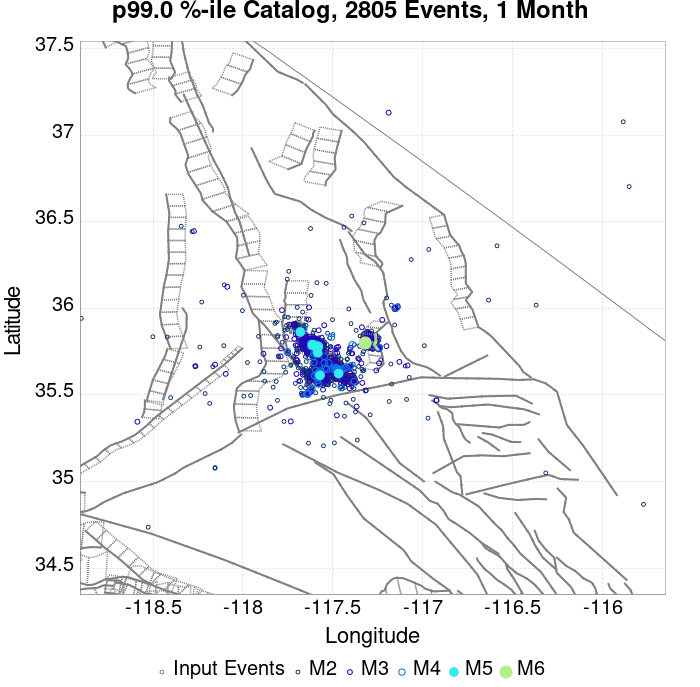 p99.0 %-ile Catalog, 2805 Events, 1 Month
37.5
37
36.5
36
35.5
35
34.5
Latitude
-118.5 -118 -117.5 -117 -116.5 -116
Longitude
Input Events M2 M3 M4 M5 M6